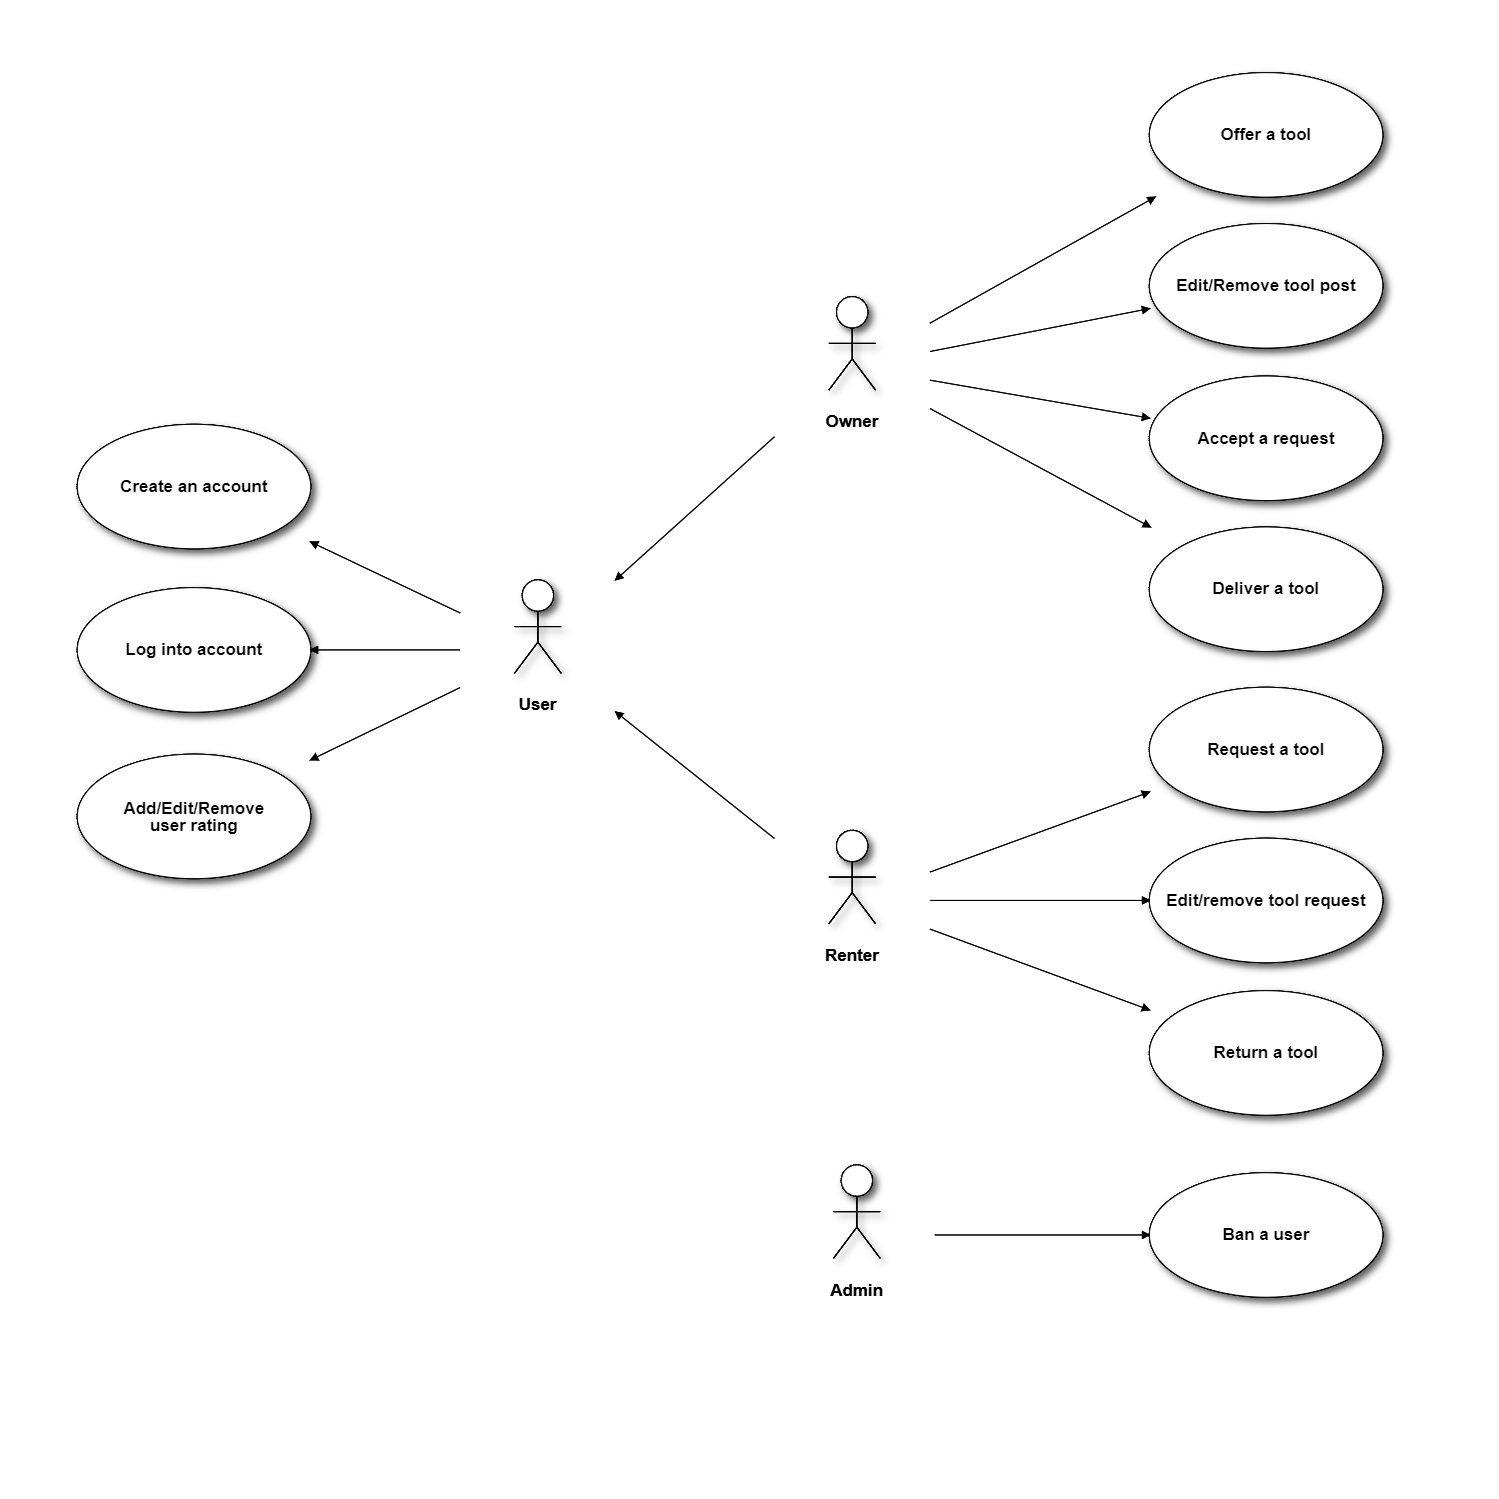 Offer a tool
Edit/Remove tool post
Owner
Accept a request
Create an account
Deliver a tool
Log into account
User
Request a tool
Add/Edit/Remove
user rating
Edit/remove tool request
Renter
Return a tool
Ban a user
Admin